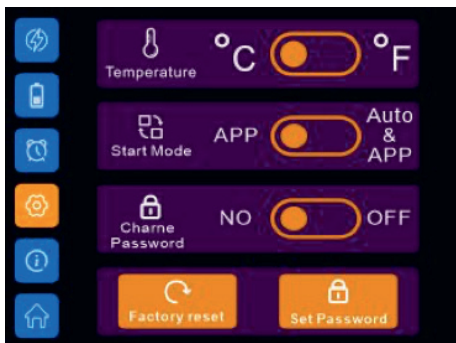 °C °F
Temperature
Auto
APP &
Start Mode APP
NO OFF
Charne
Password
Factory reset Set Password